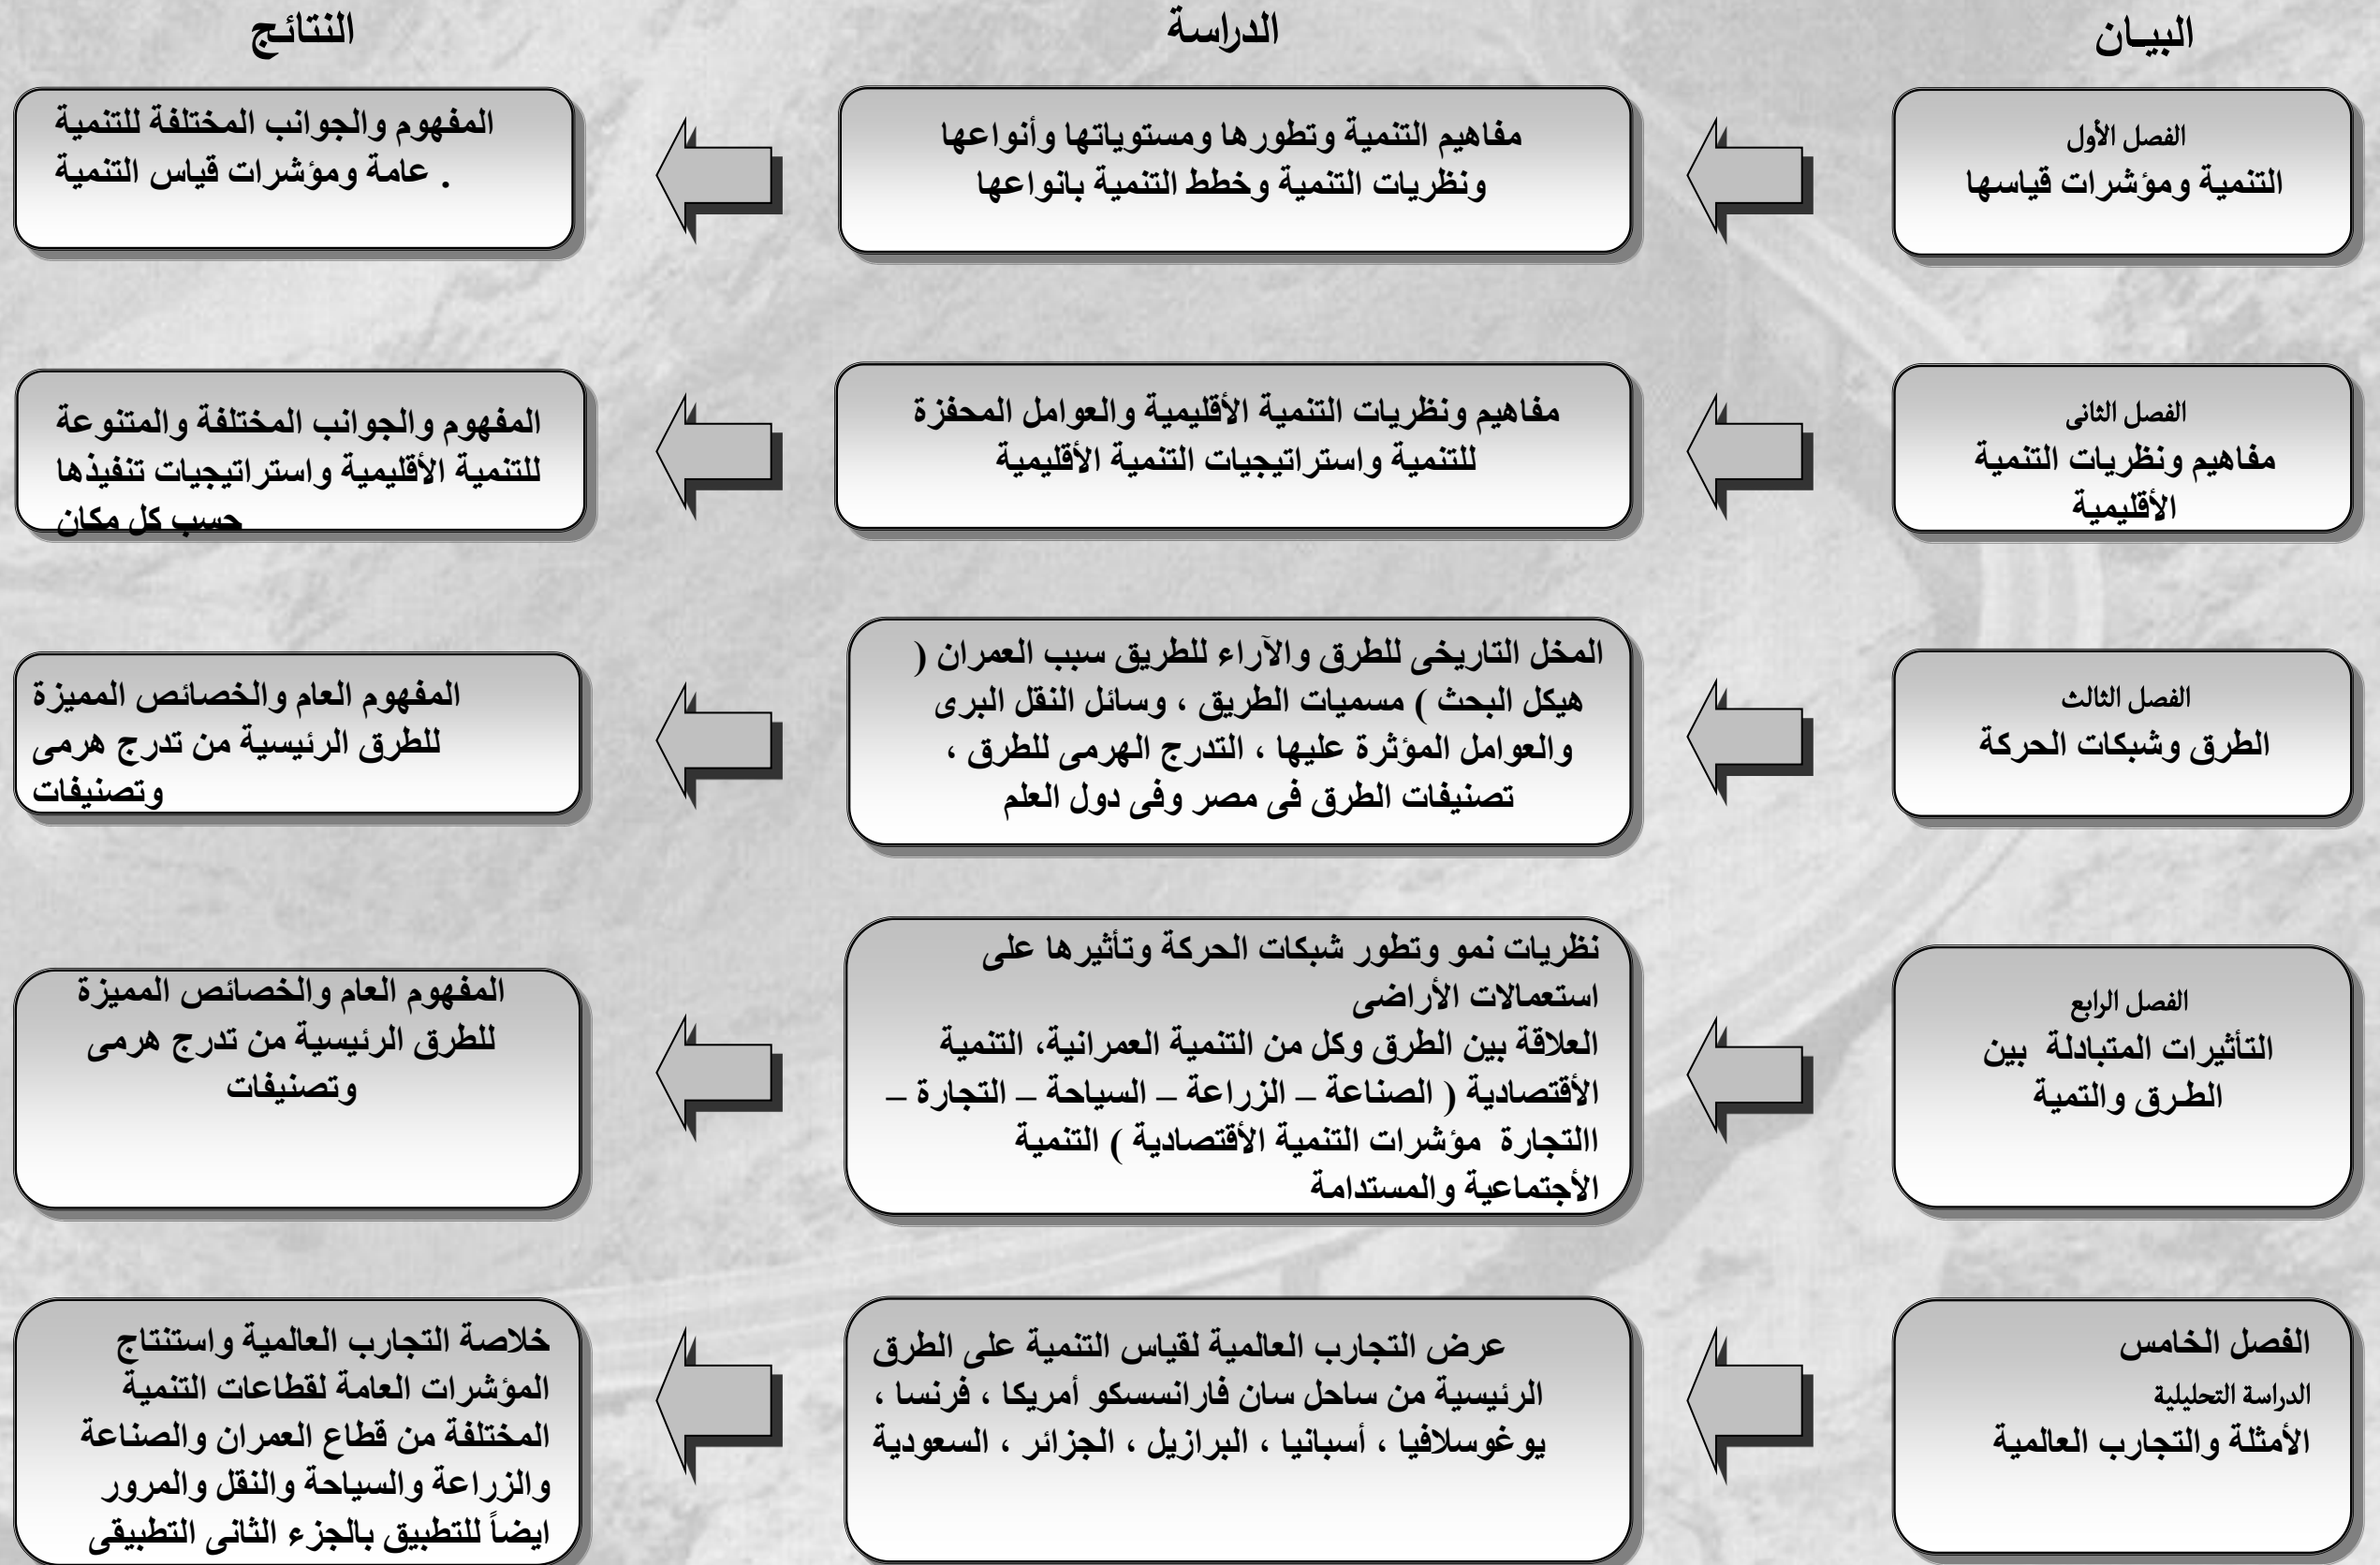 البيـان
الدراسة
النتائـج
الفصل الأول
التنمية ومؤشرات قياسها
مفاهيم التنمية وتطورها ومستوياتها وأنواعها
ونظريات التنمية وخطط التنمية بانواعها
المفهوم والجوانب المختلفة للتنمية
عامة ومؤشرات قياس التنمية .
الفصل الثانى
مفاهيم ونظريات التنمية
الأقليمية
مفاهيم ونظريات التنمية الأقليمية والعوامل المحفزة
للتنمية واستراتيجيات التنمية الأقليمية
المفهوم والجوانب المختلفة والمتنوعة
للتنمية الأقليمية واستراتيجيات تنفيذها
حسب كل مكان
الفصل الثالث
الطرق وشبكات الحركة
المخل التاريخى للطرق والآراء للطريق سبب العمران (
هيكل البحث ) مسميات الطريق ، وسائل النقل البرى
والعوامل المؤثرة عليها ، التدرج الهرمى للطرق ،
تصنيفات الطرق فى مصر وفى دول العلم
المفهوم العام والخصائص المميزة
للطرق الرئيسية من تدرج هرمى
وتصنيفات
الفصل الرابع
التأثيرات المتبادلة بين
الطـرق والتمية
نظريات نمو وتطور شبكات الحركة وتأثيرها على
استعمالات الأراضى
العلاقة بين الطرق وكل من التنمية العمرانية، التنمية
الأقتصادية ( الصناعة – الزراعة – السياحة – التجارة –
االتجارة مؤشرات التنمية الأقتصادية ) التنمية
الأجتماعية والمستدامة
المفهوم العام والخصائص المميزة
للطرق الرئيسية من تدرج هرمى
وتصنيفات
الفصل الخامس
الدراسة التحليلية
الأمثلة والتجارب العالمية
عرض التجارب العالمية لقياس التنمية على الطرق
الرئيسية من ساحل سان فارانسسكو أمريكا ، فرنسا ،
يوغوسلافيا ، أسبانيا ، البرازيل ، الجزائر ، السعودية
خلاصة التجارب العالمية واستنتاج
المؤشرات العامة لقطاعات التنمية
المختلفة من قطاع العمران والصناعة
والزراعة والسياحة والنقل والمرور
ايضاً للتطبيق بالجزء الثانى التطبيقى